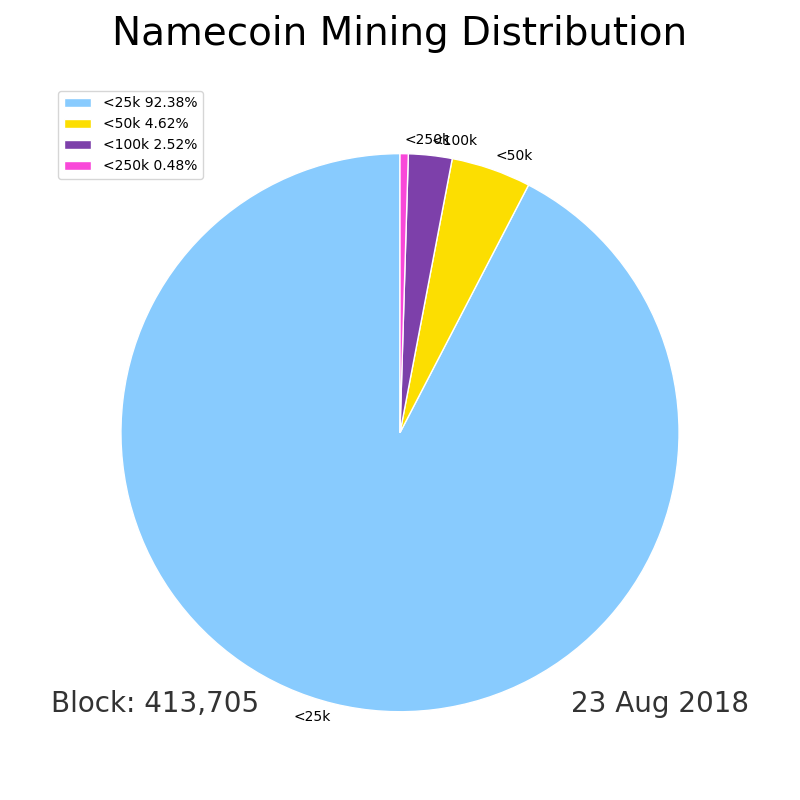 Namecoin Mining Distribution
<25k 92.38%
<50k 4.62%
<100k 2.52%
<250k 0.48%
<250k
<100k
<50k
<25k
Block: 413,705
23 Aug 2018